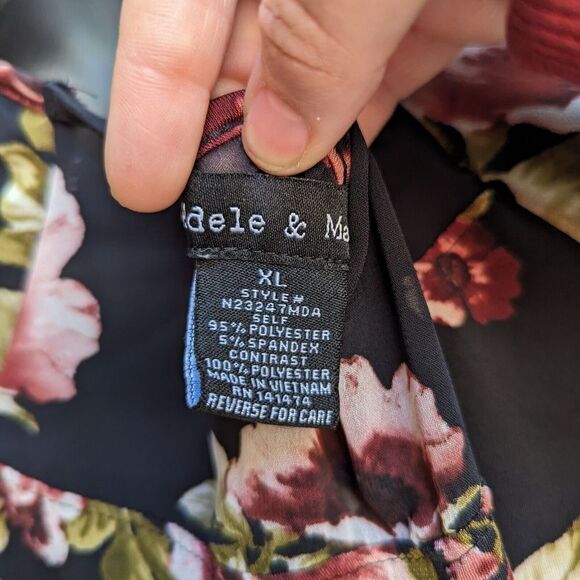 aele & Ma
XL
STYLE#
N23247MDA
SELF
95% POLYESTER
5% SPANDEX
CONTRAST
100% POLYESTER
MADE IN VIETNAM
RN 141474
REVERSE FOR CARE